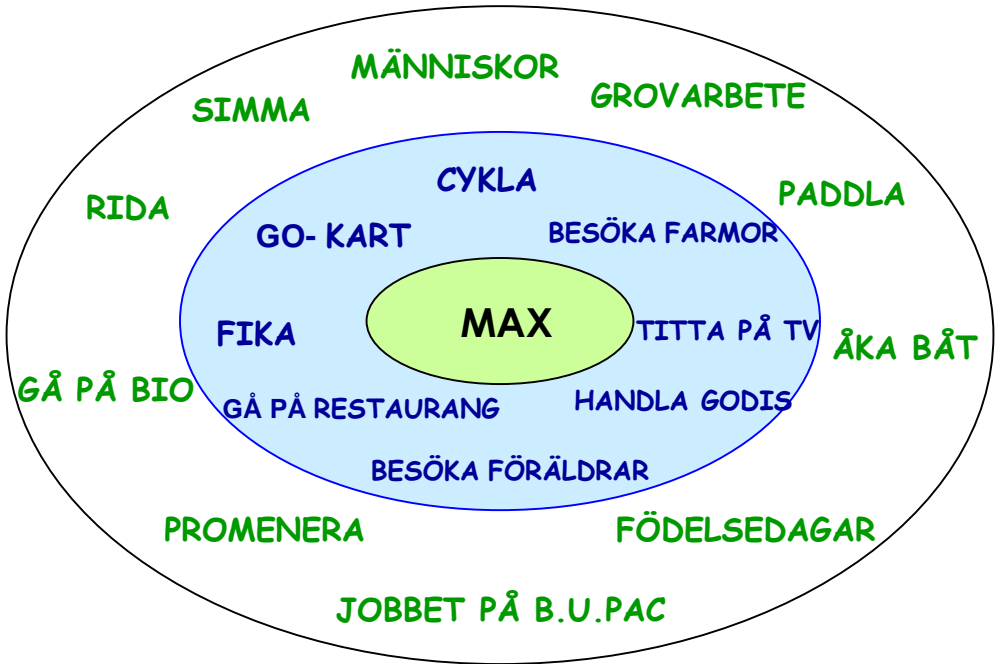 MÄNNISKOR
GROVARBETE
SIMMA
CYKLA
PADDLA
RIDA
GO- KART
BESÖKA FARMOR
MAX
FIKA
TITTA PÅ TV
ÅKA BÅT
GÅ PÅ BIO
GÅ PÅ RESTAURANG
HANDLA GODIS
BESÖKA FÖRÄLDRAR
PROMENERA
FÖDELSEDAGAR
JOBBET PÅ B.U.PAC